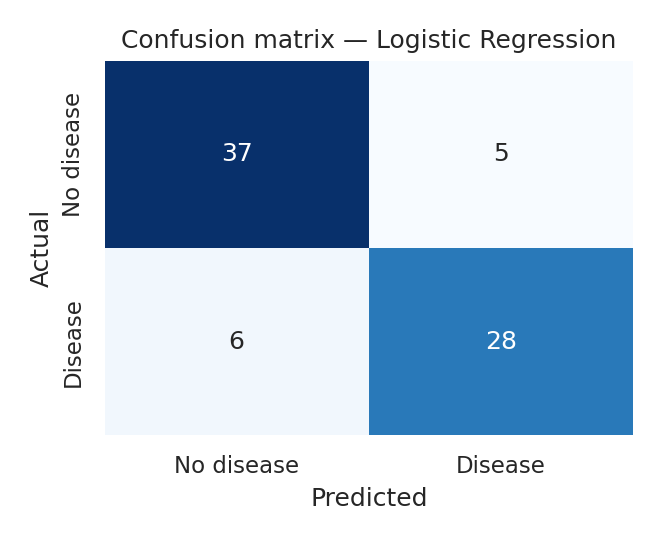 Confusion matrix — Logistic Regression
Actual
No disease
37
5
Disease
6
28
No disease
Disease
Predicted